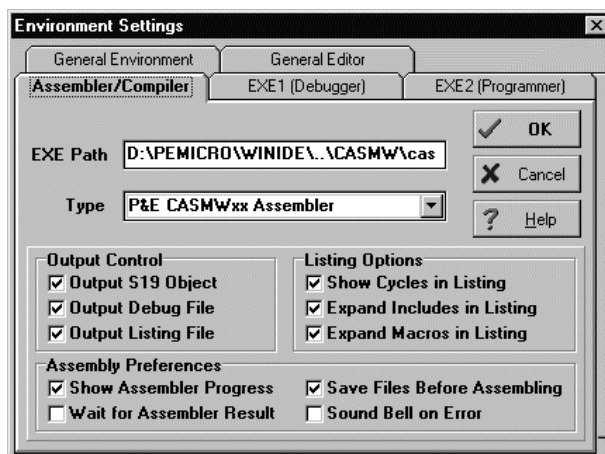 Environment Settings
General Environment General Editor
Assembler/Compiler EXE1 (Debugger) EXE2 (Programmer)
OK
EXE Path D:\PEMICRO\WINIDE\..\CASMW\cas
Cancel
Type P&E CASMWxx Assembler
Help
Output Control Listing Options
Output S19 Object Show Cycles in Listing
Output Debug File Expand Includes in Listing
Output Listing File Expand Macros in Listing
Assembly Preferences
Show Assembler Progress Save Files Before Assembling
Wait for Assembler Result Sound Bell on Error